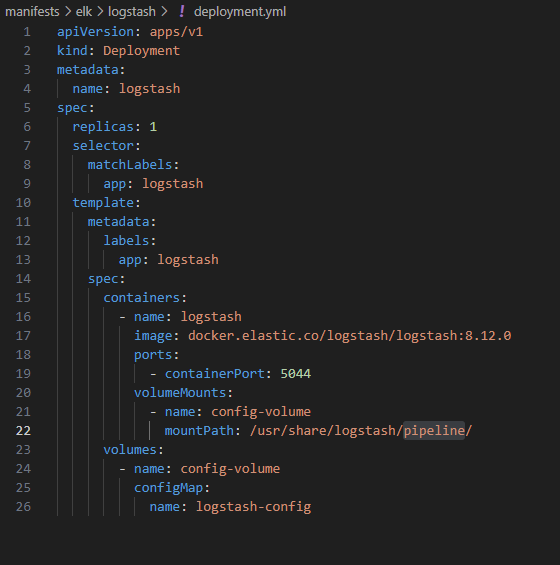 manifests > elk > logstash > ! deployment.yml
1 apiVersion: apps/v1
2 kind: Deployment
3 metadata:
4   name: logstash
5 spec:
6   replicas: 1
7   selector:
8     matchLabels:
9       app: logstash
10   template:
11     metadata:
12       labels:
13         app: logstash
14     spec:
15       containers:
16         - name: logstash
17           image: docker.elastic.co/logstash/logstash:8.12.0
18           ports:
19             - containerPort: 5044
20           volumeMounts:
21             - name: config-volume
22               mountPath: /usr/share/logstash/pipeline/
23       volumes:
24         - name: config-volume
25           configMap:
26             name: logstash-config